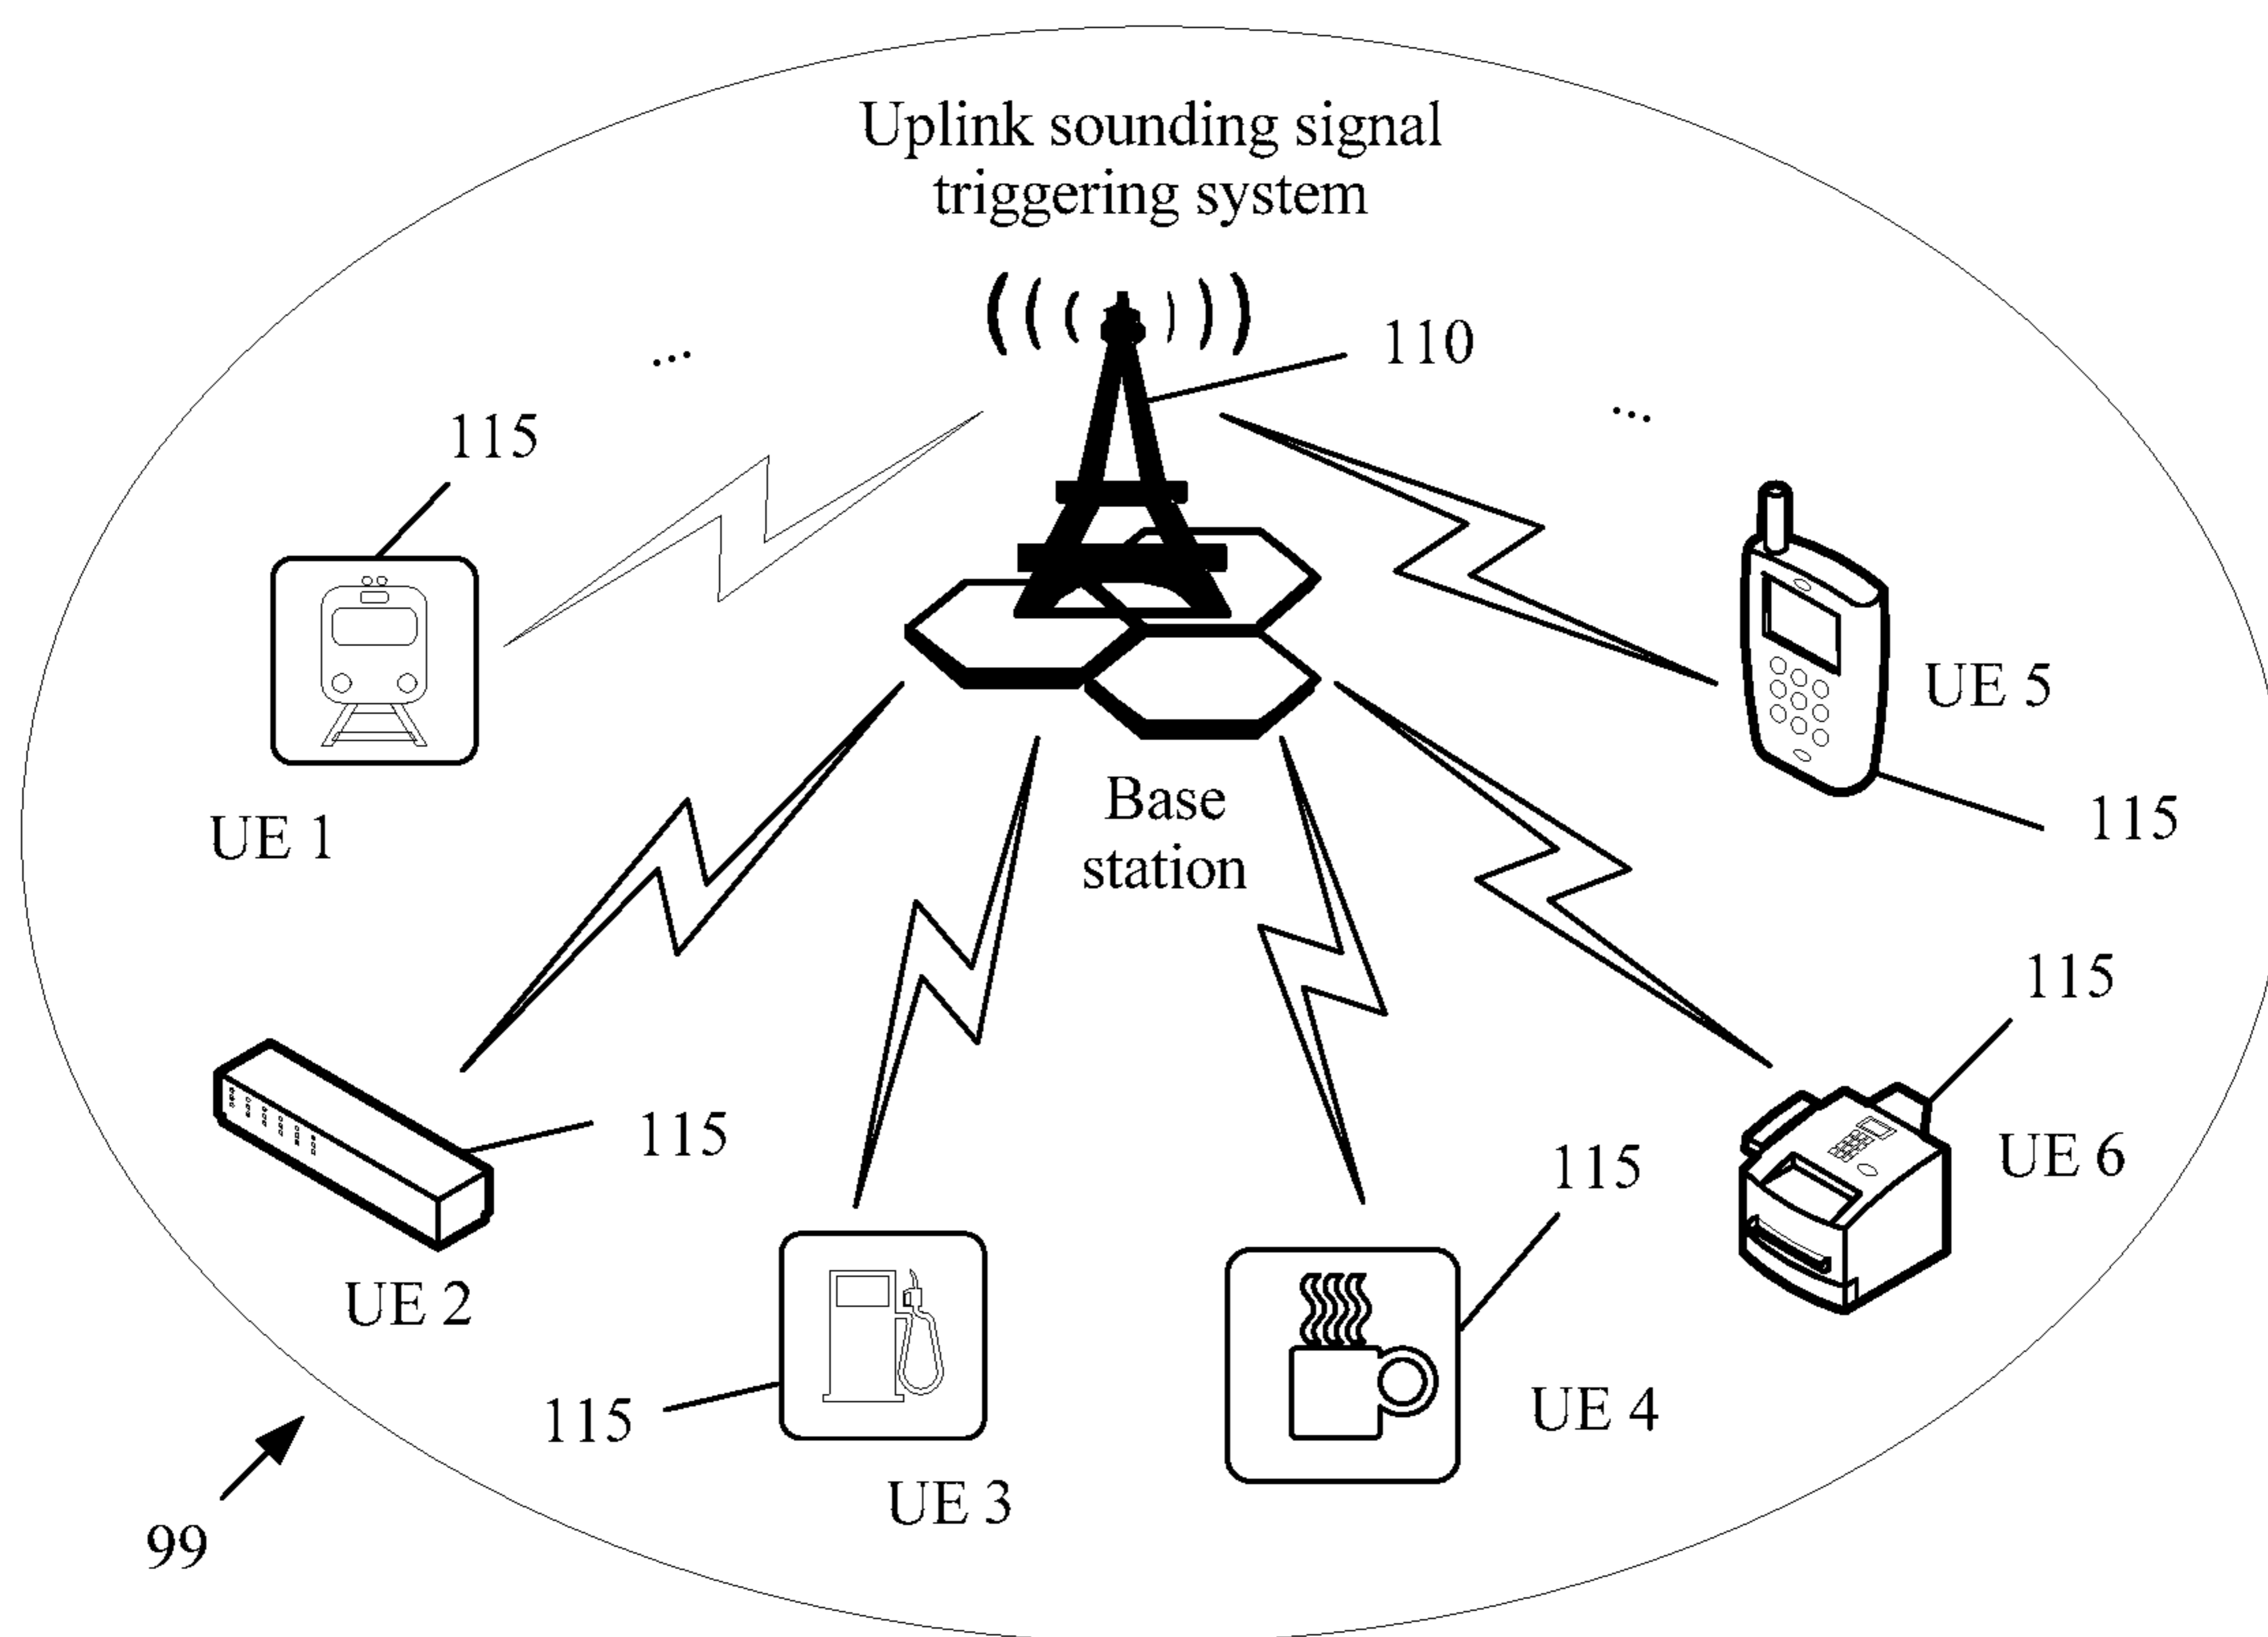 Uplink sounding signal
triggering system
110
...
...
115
UE 1
UE 5
115
Base
station
115
115
UE 6
115
UE 2
115
UE 4
115
UE 3
99